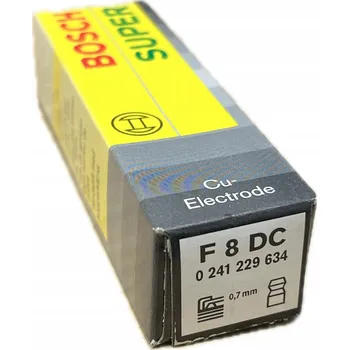 BOSCH
SUPER
Cu-
Electrode
F 8 DC
0 241 229 634
0,7 mm